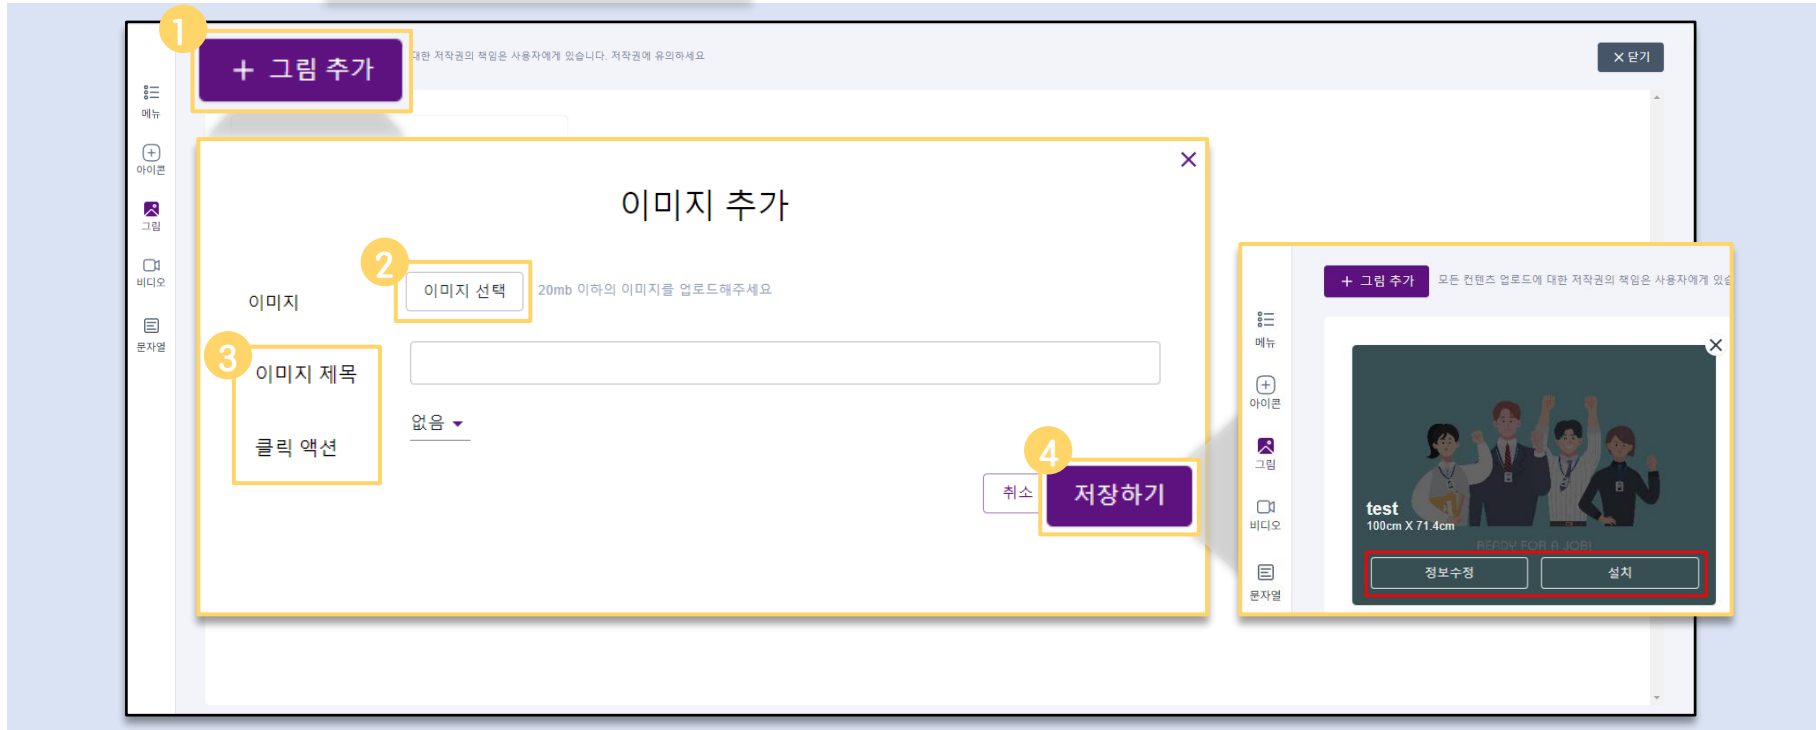 1
+ 그림 추가
대한 저작권의 책임은 사용자에게 있습니다. 저작권에 유의하세요
×닫기
메뉴
아이콘
그림
비디오
문자열
이미지 추가
이미지
2
이미지 선택
20mb 이하의 이미지를 업로드해주세요
3
이미지 제목
클릭 액션
없음
취소
4
저장하기
+ 그림 추가
모든 컨텐츠 업로드에 대한 저작권의 책임은 사용자에게 있습
메뉴
아이콘
그림
비디오
문자열
test
100cm X 71.4cm
READY FOR A JOB!
정보수정
설치